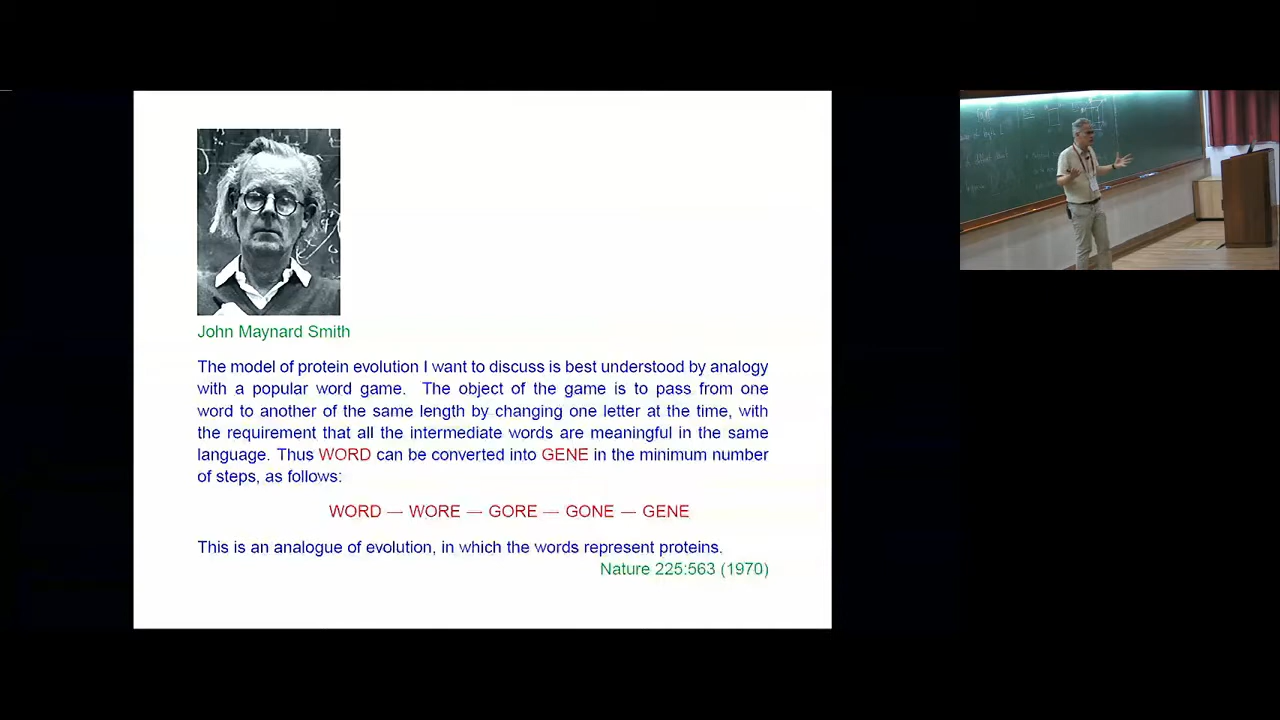 John Maynard Smith
The model of protein evolution I want to discuss is best understood by analogy
with a popular word game. The object of the game is to pass from one
word to another of the same length by changing one letter at the time, with
the requirement that all the intermediate words are meaningful in the same
language. Thus WORD can be converted into GENE in the minimum number
of steps, as follows:
WORD — WORE — GORE — GONE — GENE
This is an analogue of evolution, in which the words represent proteins.
Nature 225:563 (1970)